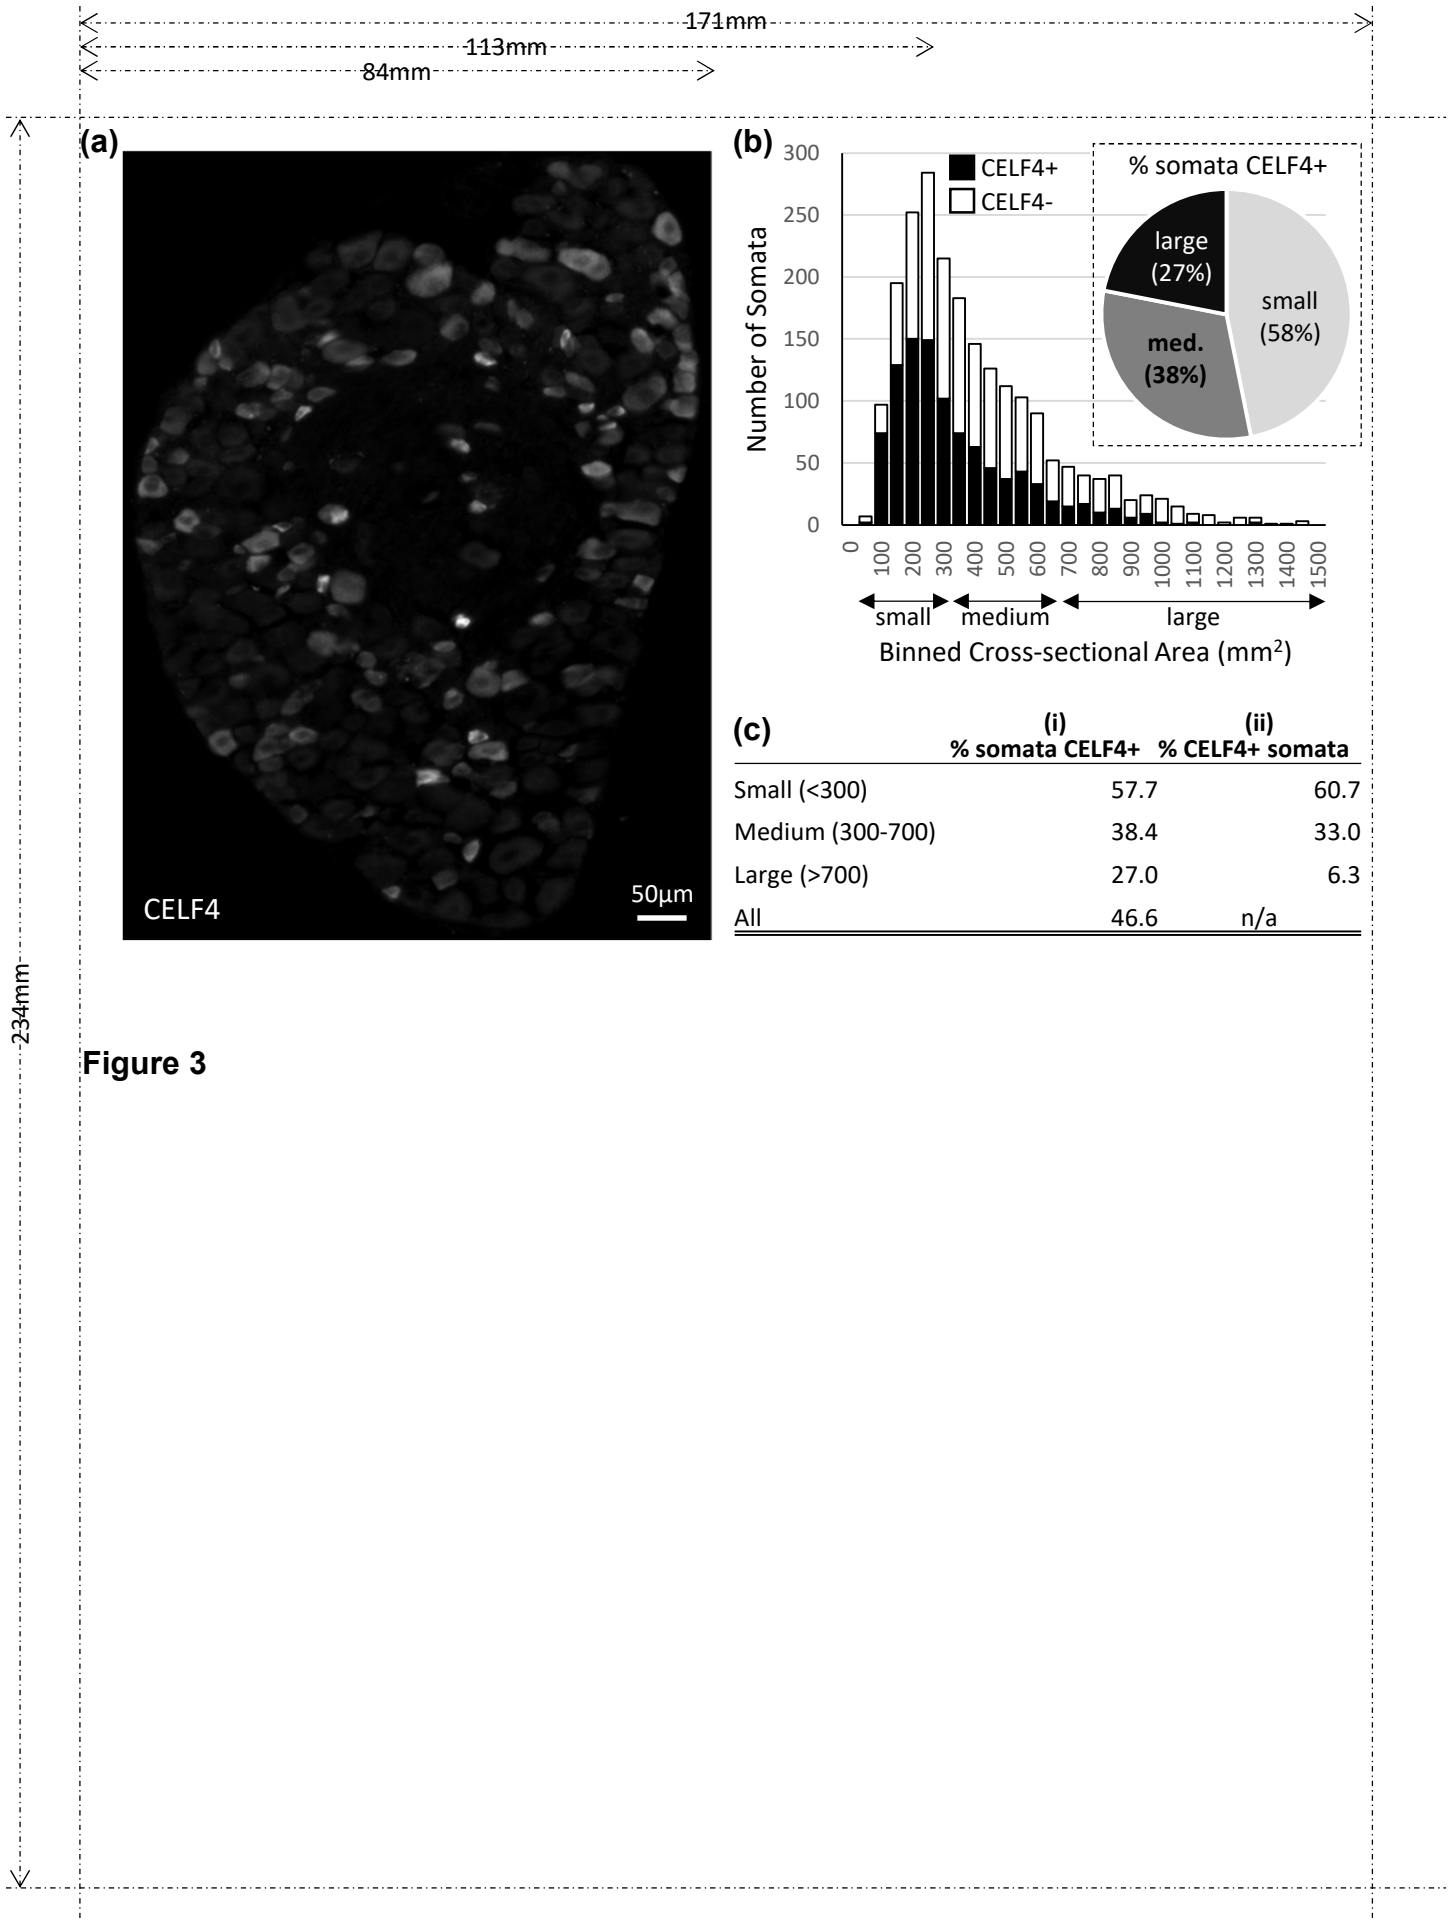 171mm
113mm
84mm
234mm
(a)
CELF4
50µm
(b)
300
250
200
150
100
50
0
Number of Somata
CELF4+
CELF4-
% somata CELF4+
large
(27%)
small
(58%)
med.
(38%)
0
100
200
300
400
500
600
700
800
900
1000
1100
1200
1300
1400
1500
small medium large
Binned Cross-sectional Area (mm²)
(c)
(i) (ii)
% somata CELF4+ % CELF4+ somata
Small (<300) 57.7 60.7
Medium (300-700) 38.4 33.0
Large (>700) 27.0 6.3
All 46.6 n/a
Figure 3